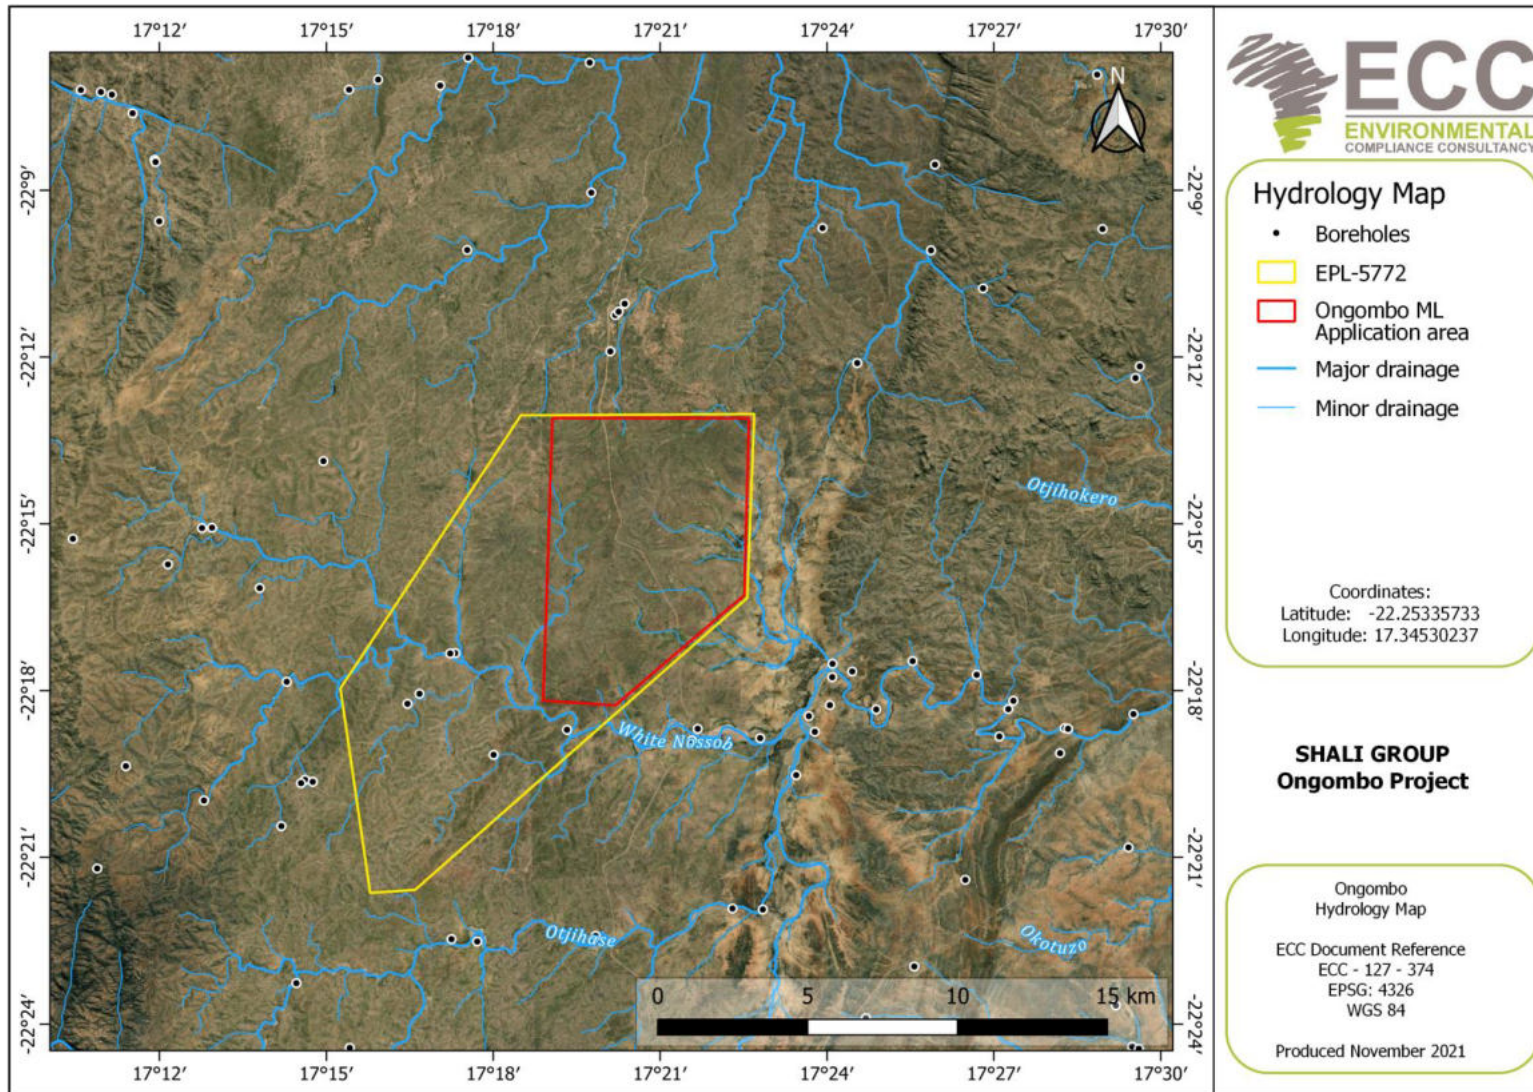 17°12′ 17°15′ 17°18′ 17°21′ 17°24′ 17°27′ 17°30′
N
-22°9′ -22°9′
-22°12′ -22°12′
-22°15′ -22°15′
-22°18′ -22°18′
-22°21′ -22°21′
-22°24′ -22°24′
Otjihokero
White Nossob
Otjihase
Okotuzo
0 5 10 15 km
17°12′ 17°15′ 17°18′ 17°21′ 17°24′ 17°27′ 17°30′
ECC
ENVIRONMENTAL
COMPLIANCE CONSULTANCY
Hydrology Map
Boreholes
EPL-5772
Ongombo ML
Application area
Major drainage
Minor drainage
Coordinates:
Latitude: -22.25335733
Longitude: 17.34530237
SHALI GROUP
Ongombo Project
Ongombo
Hydrology Map
ECC Document Reference
ECC - 127 - 374
EPSG: 4326
WGS 84
Produced November 2021